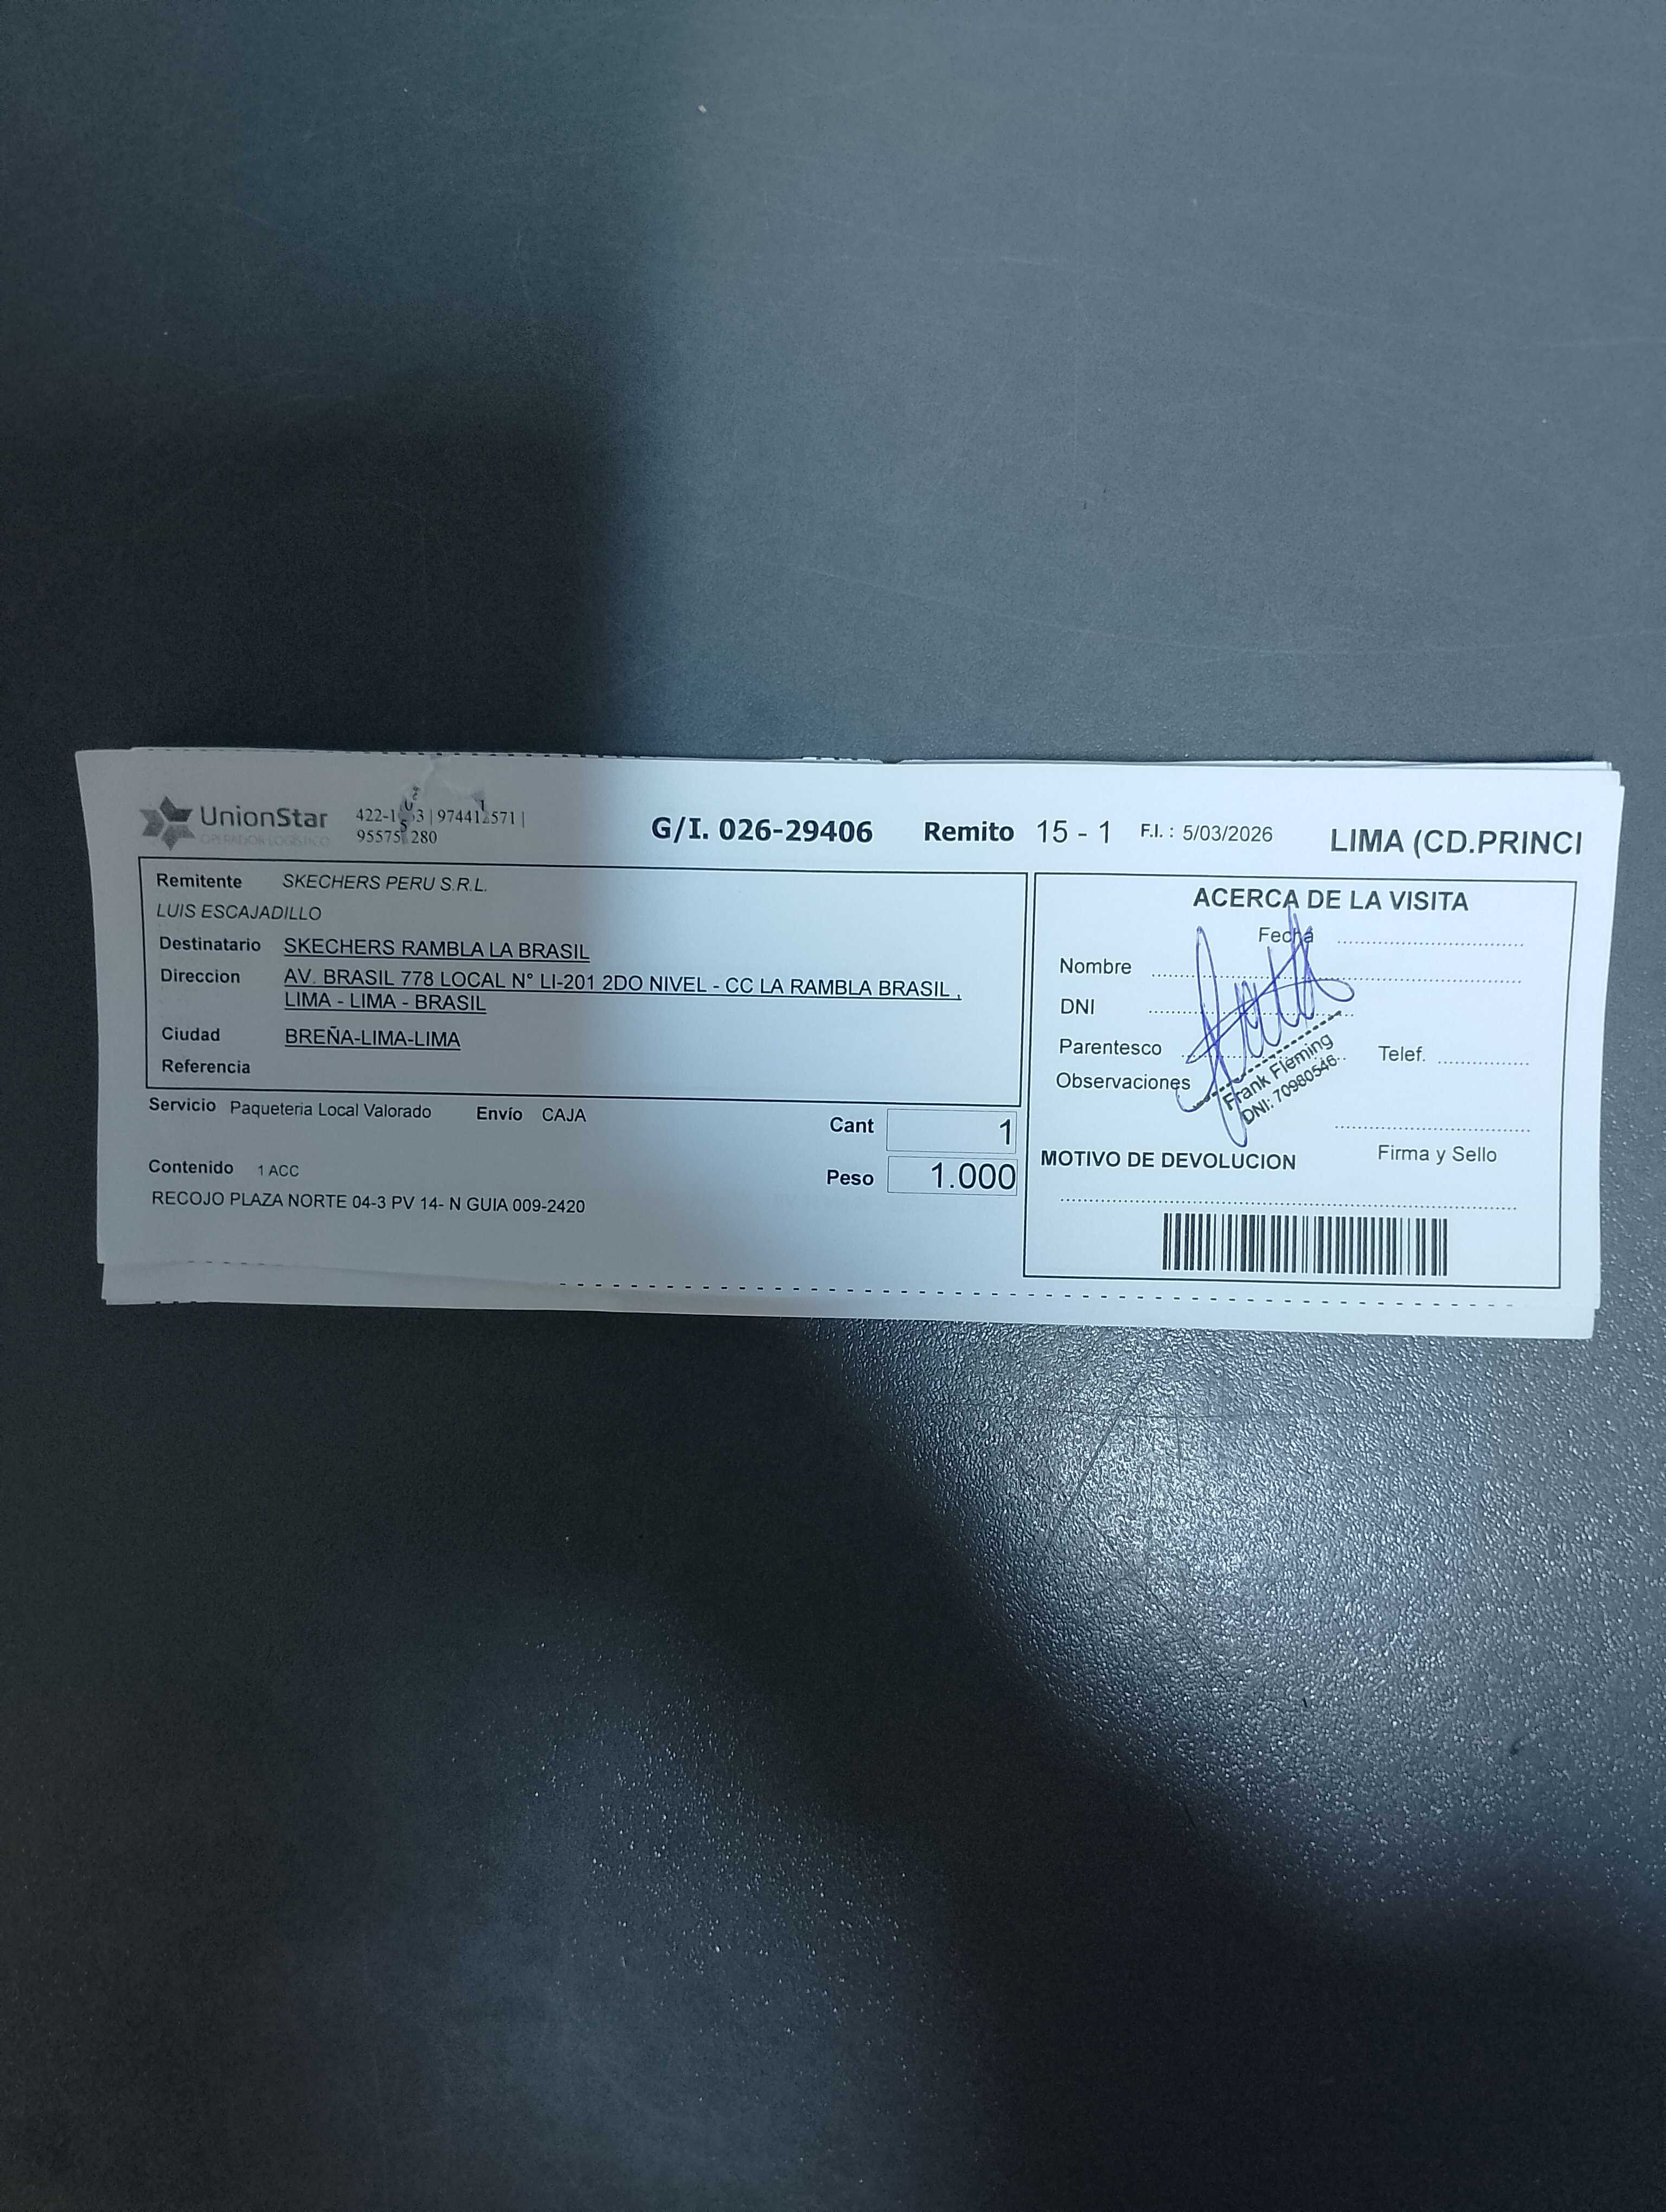 UnionStar
OPERADOR LOGISTICO
G/I. 026-29406 Remito 15 - 1 F.I. : 5/03/2026 LIMA (CD.PRINCI
Remitente SKECHERS PERU S.R.L.
LUIS ESCAJADILLO
Destinatario SKECHERS RAMBLA LA BRASIL
Direccion AV. BRASIL 778 LOCAL N° LI-201 2DO NIVEL - CC LA RAMBLA BRASIL ,
LIMA - LIMA - BRASIL
Ciudad BREÑA-LIMA-LIMA
Referencia
Servicio Paqueteria Local Valorado Envío CAJA
Cant 1
Contenido 1 ACC
Peso 1.000
RECOJO PLAZA NORTE 04-3 PV 14- N GUIA 009-2420
ACERCA DE LA VISITA
Fecha
Nombre
DNI
Parentesco
Telef.
Observaciones
Frank Fleming
DNI: 70980546
Firma y Sello
MOTIVO DE DEVOLUCION